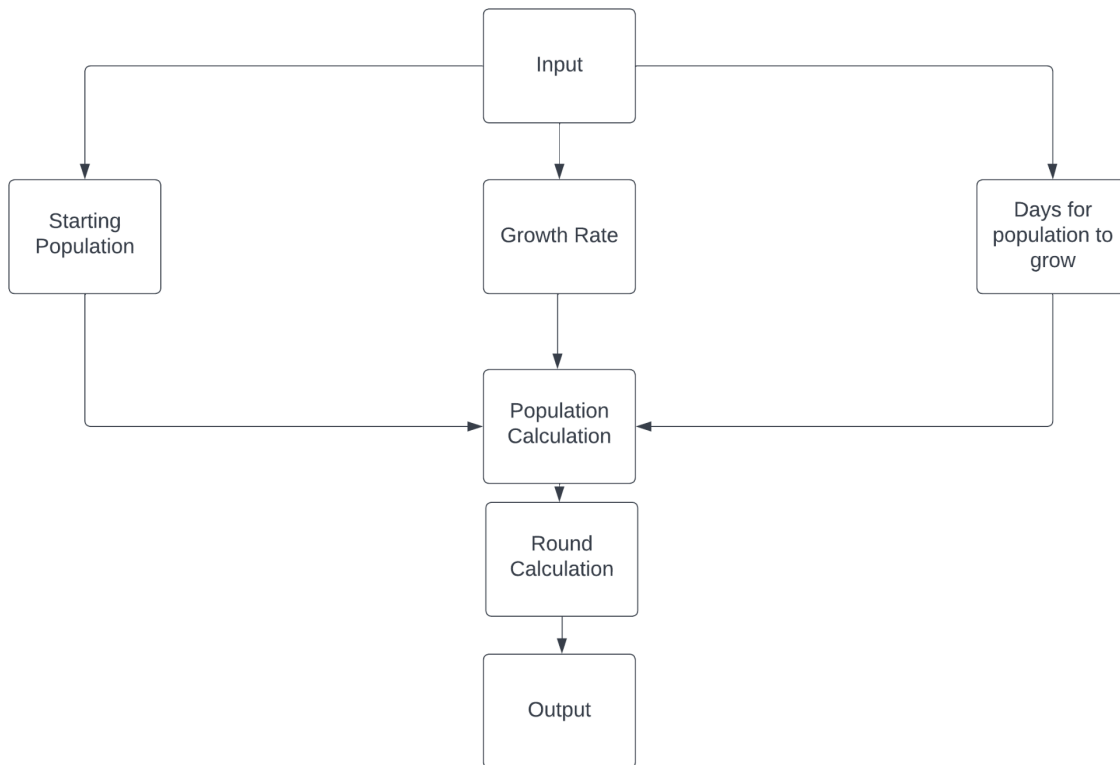 Input
Starting
Population
Growth Rate
Days for
population to
grow
Population
Calculation
Round
Calculation
Output